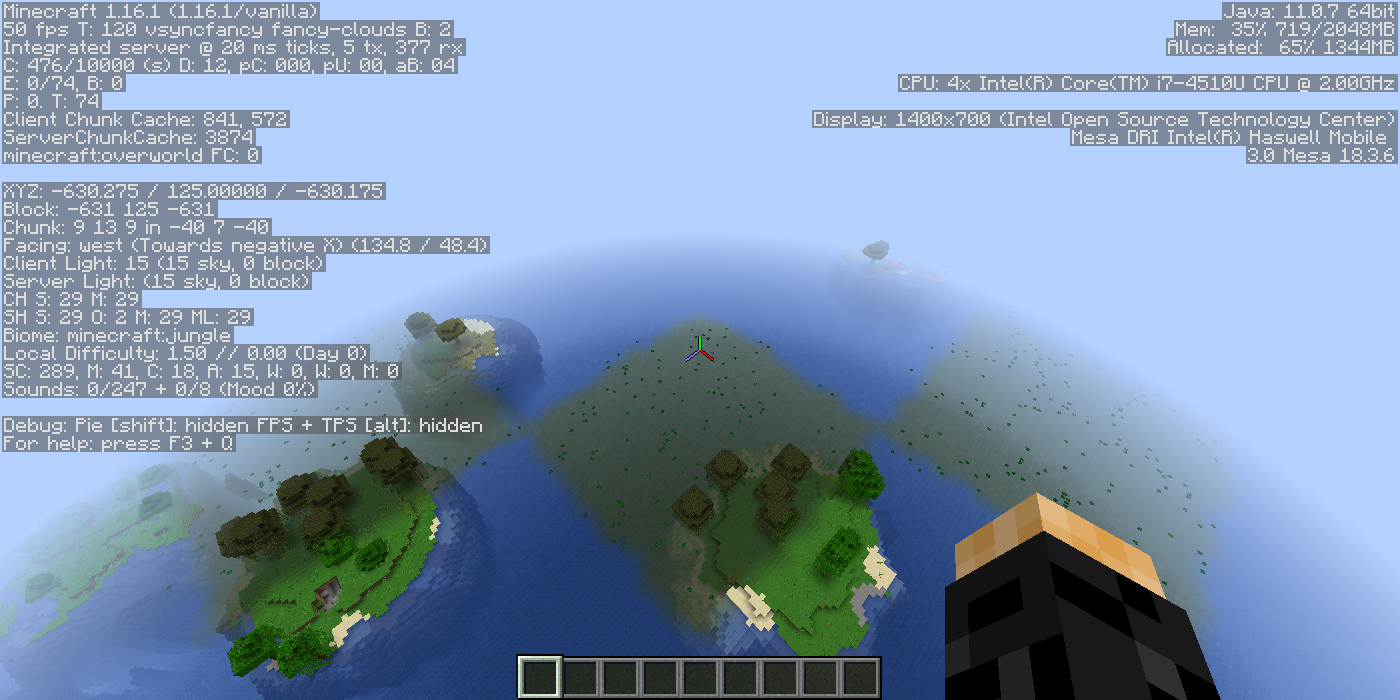 Minecraft 1.16.1 (1.16.1/vanilla)
50 fps T: 120 vsyncfancy fancy-clouds B: 2
Integrated server @ 20 ms ticks, 5 tx, 377 rx
C: 476/10000 (s) D: 12, pC: 000, pU: 00, aB: 04
E: 0/74, B: 0
P: 0. T: 74
Client Chunk Cache: 841, 572
ServerChunkCache: 3874
minecraft:overworld FC: 0
XYZ: -630.275 / 125.00000 / -630.175
Block: -631 125 -631
Chunk: 9 13 9 in -40 7 -40
Facing: west (Towards negative X) (134.8 / 48.4)
Client Light: 15 (15 sky, 0 block)
Server Light: (15 sky, 0 block)
CH S: 29 M: 29
SH S: 29 O: 2 M: 29 ML: 29
Biome: minecraft:jungle
Local Difficulty: 1.50 // 0.00 (Day 0)
SC: 289, M: 41, C: 18, A: 15, W: 0, W: 0, M: 0
Sounds: 0/247 + 0/8 (Mood 0%)
Debug: Pie [shift]: hidden FPS + TPS [alt]: hidden
For help: press F3 + Q
Java: 11.0.7 64bit
Mem: 35% 719/2048MB
Allocated: 65% 1344MB
CPU: 4x Intel(R) Core(TM) i7-4510U CPU @ 2.00GHz
Display: 1400x700 (Intel Open Source Technology Center)
Mesa DRI Intel(R) Haswell Mobile
3.0 Mesa 18.3.6